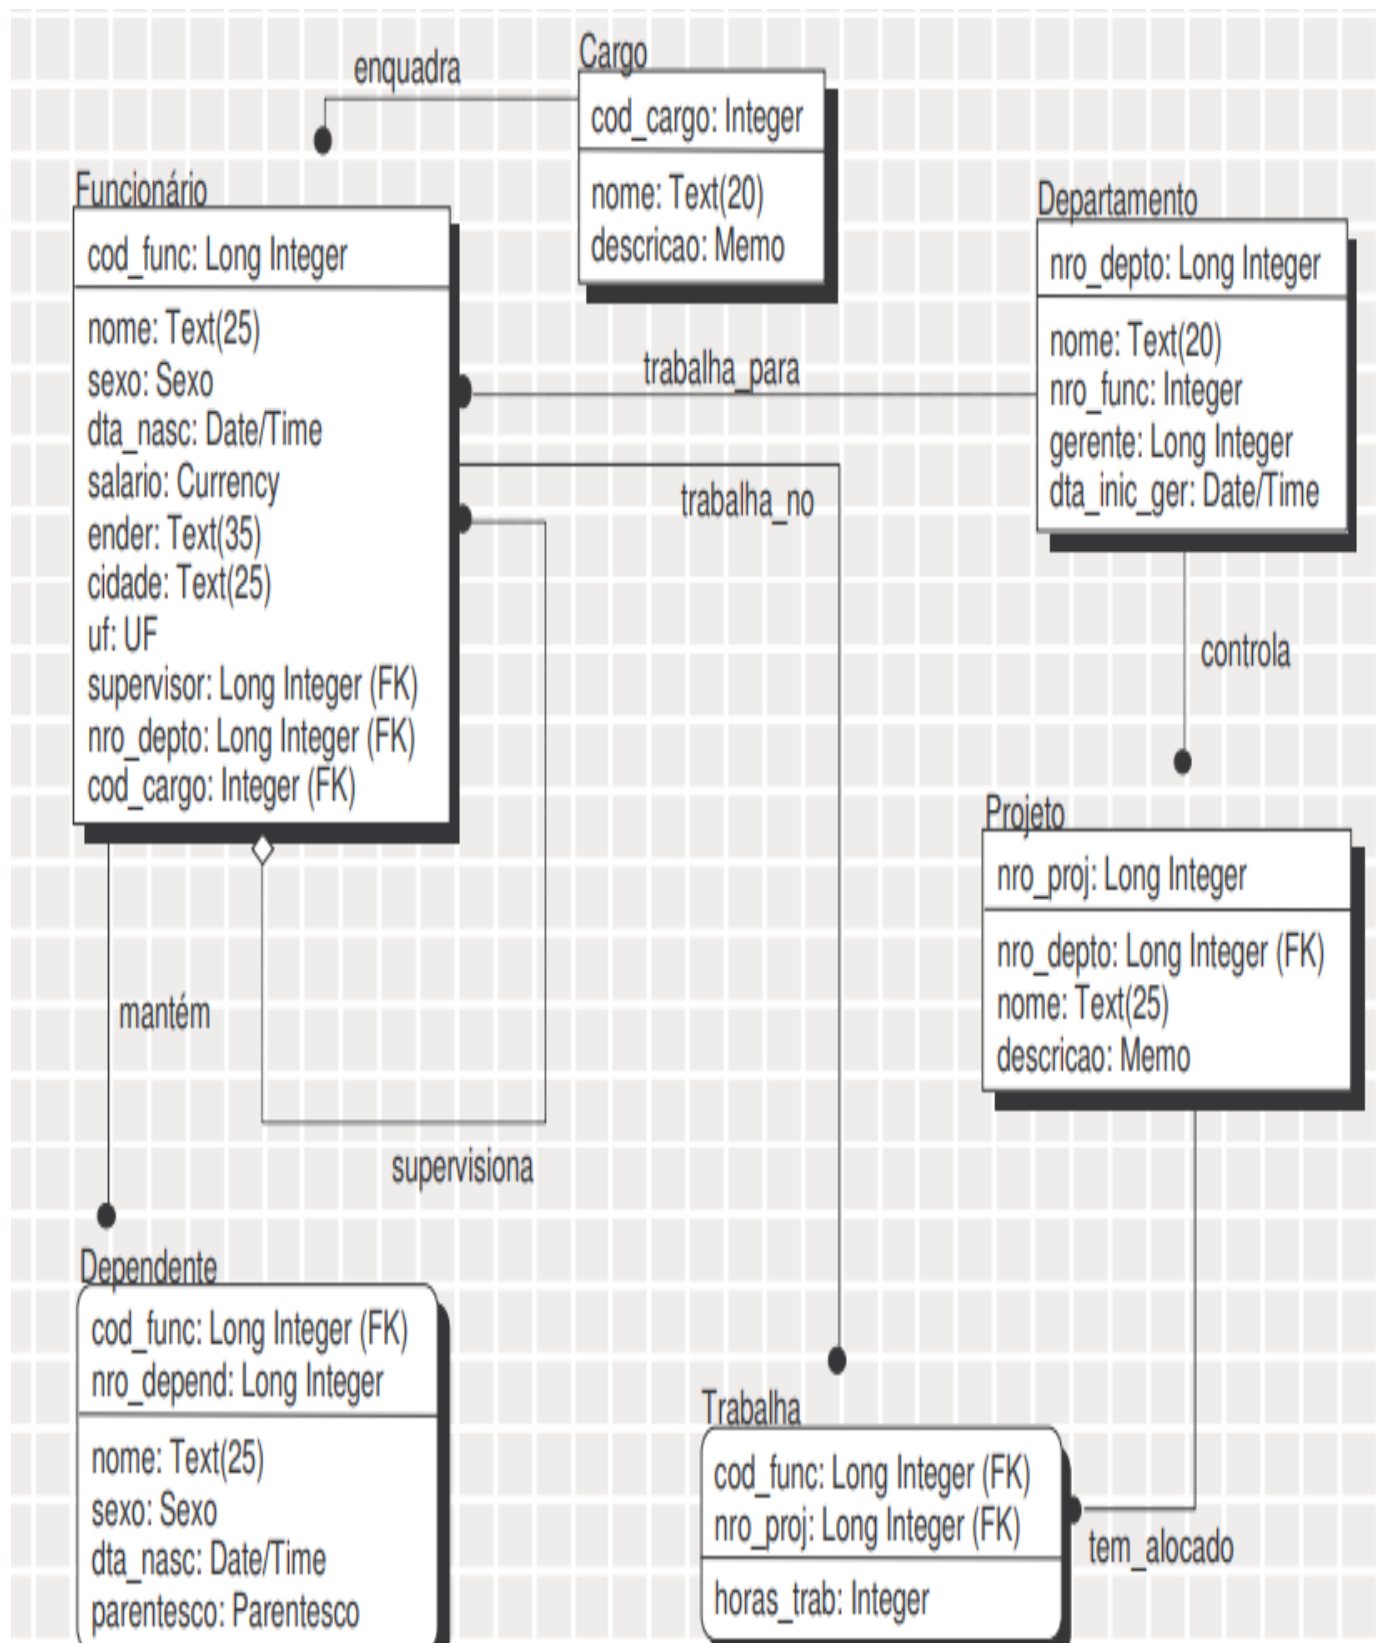 enquadra
Cargo
cod_cargo: Integer
nome: Text(20)
descricao: Memo
Funcionário
cod_func: Long Integer
nome: Text(25)
sexo: Sexo
dta_nasc: Date/Time
salario: Currency
ender: Text(35)
cidade: Text(25)
uf: UF
supervisor: Long Integer (FK)
nro_depto: Long Integer (FK)
cod_cargo: Integer (FK)
Departamento
nro_depto: Long Integer
nome: Text(20)
nro_func: Integer
gerente: Long Integer
dta_inic_ger: Date/Time
trabalha_para
trabalha_no
controla
Projeto
nro_proj: Long Integer
nro_depto: Long Integer (FK)
nome: Text(25)
descricao: Memo
mantém
supervisiona
Dependente
cod_func: Long Integer (FK)
nro_depend: Long Integer
nome: Text(25)
sexo: Sexo
dta_nasc: Date/Time
parentesco: Parentesco
Trabalha
cod_func: Long Integer (FK)
nro_proj: Long Integer (FK)
horas_trab: Integer
tem_alocado